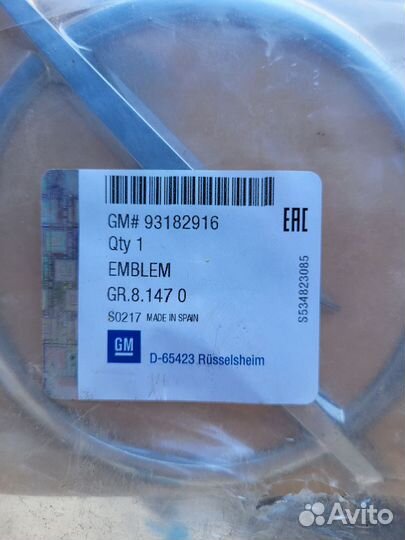 GM# 93182916
Qty 1
EMBLEM
GR.8.147 0
S0217 MADE IN SPAIN
GM
D-65423 Rüsselsheim
EAC
S534823085
Avito